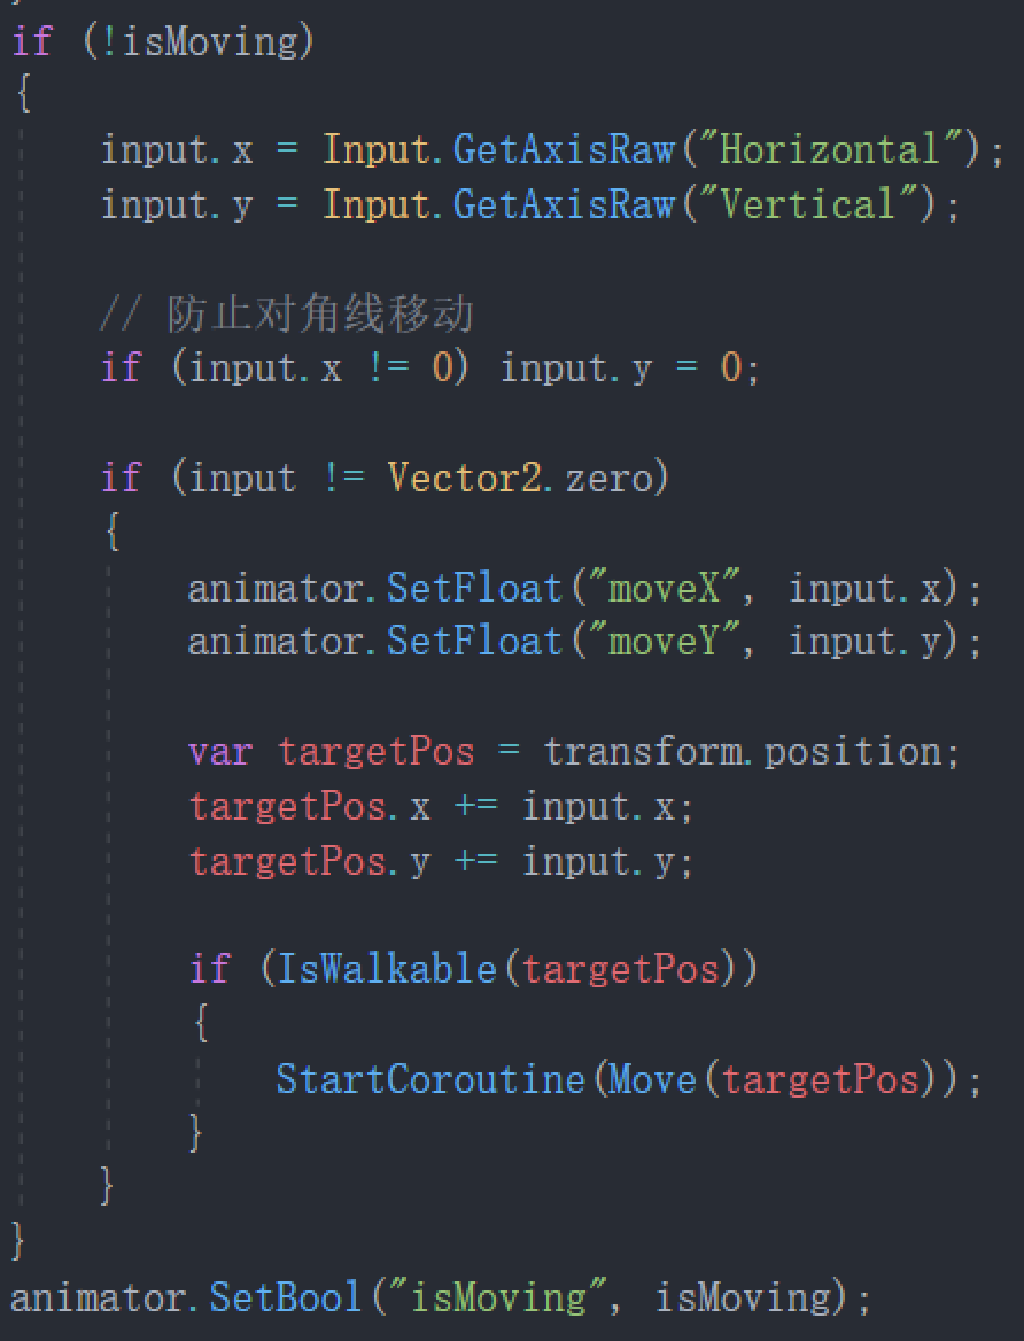 }
if (!isMoving)
{
input.x = Input.GetAxisRaw("Horizontal");
input.y = Input.GetAxisRaw("Vertical");
// 防止对角线移动
if (input.x != 0) input.y = 0;
if (input != Vector2.zero)
{
animator.SetFloat("moveX", input.x);
animator.SetFloat("moveY", input.y);
var targetPos = transform.position;
targetPos.x += input.x;
targetPos.y += input.y;
if (IsWalkable(targetPos))
{
StartCoroutine(Move(targetPos));
}
}
}
animator.SetBool("isMoving", isMoving);